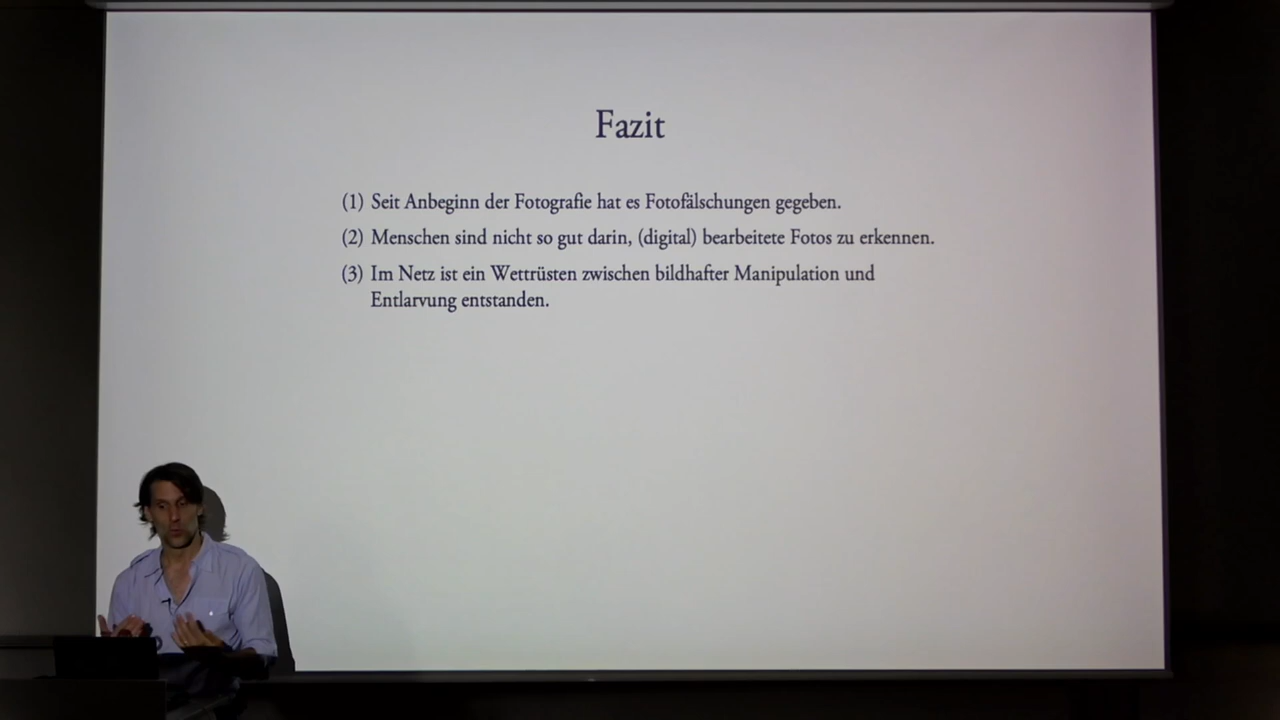 Fazit
(1) Seit Anbeginn der Fotografie hat es Fotofälschungen gegeben.
(2) Menschen sind nicht so gut darin, (digital) bearbeitete Fotos zu erkennen.
(3) Im Netz ist ein Wettrüsten zwischen bildhafter Manipulation und
Entlarvung entstanden.